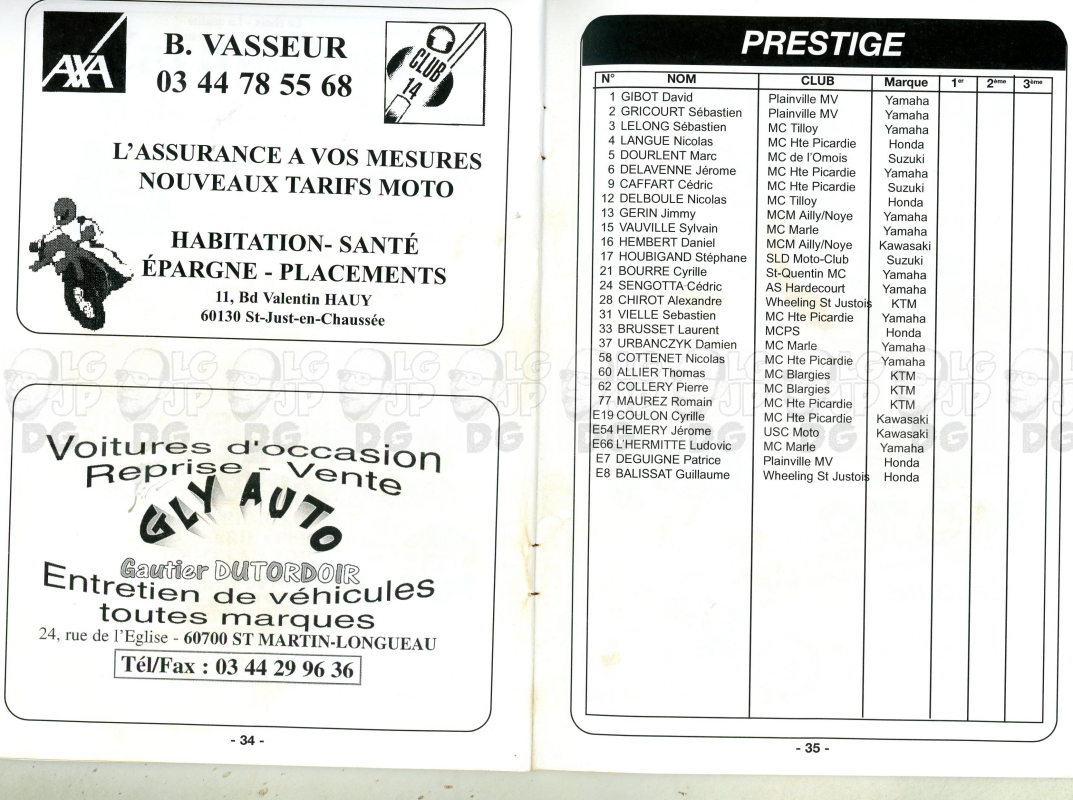 AXA
B. VASSEUR
03 44 78 55 68
CLUB
14
L'ASSURANCE A VOS MESURES
NOUVEAUX TARIFS MOTO
HABITATION- SANTÉ
ÉPARGNE - PLACEMENTS
11, Bd Valentin HAUY
60130 St-Just-en-Chaussée
Voitures d'occasion
Reprise - Vente
GLY AUTO
Gautier DUTORDOIR
Entretien de véhicules
toutes marques
24, rue de l'Eglise - 60700 ST MARTIN-LONGUEAU
Tél/Fax : 03 44 29 96 36
- 34 -
PRESTIGE
N° NOM CLUB Marque 1er 2ème 3ème
1 GIBOT David Plainville MV Yamaha
2 GRICOURT Sébastien Plainville MV Yamaha
3 LELONG Sébastien MC Tilloy Yamaha
4 LANGUE Nicolas MC Hte Picardie Honda
5 DOURLENT Marc MC de l'Omois Suzuki
6 DELAVENNE Jérome MC Hte Picardie Yamaha
9 CAFFART Cédric MC Hte Picardie Suzuki
12 DELBOULE Nicolas MC Tilloy Honda
13 GERIN Jimmy MCM Ailly/Noye Yamaha
15 VAUVILLE Sylvain MC Marle Yamaha
16 HEMBERT Daniel MCM Ailly/Noye Kawasaki
17 HOUBIGAND Stéphane SLD Moto-Club Suzuki
21 BOURRE Cyrille St-Quentin MC Yamaha
24 SENGOTTA Cédric AS Hardecourt Yamaha
28 CHIROT Alexandre Wheeling St Justois KTM
31 VIELLE Sebastien MC Hte Picardie Yamaha
33 BRUSSET Laurent MCPS Honda
37 URBANCZYK Damien MC Marle Yamaha
58 COTTENET Nicolas MC Hte Picardie Yamaha
60 ALLIER Thomas MC Blargies KTM
62 COLLERY Pierre MC Blargies KTM
77 MAUREZ Romain MC Hte Picardie KTM
E19 COULON Cyrille MC Hte Picardie Kawasaki
E54 HEMERY Jérome USC Moto Kawasaki
E66 L'HERMITTE Ludovic MC Marle Yamaha
E7 DEGUIGNE Patrice Plainville MV Honda
E8 BALISSAT Guillaume Wheeling St Justois Honda
- 35 -
LG
JP
DG